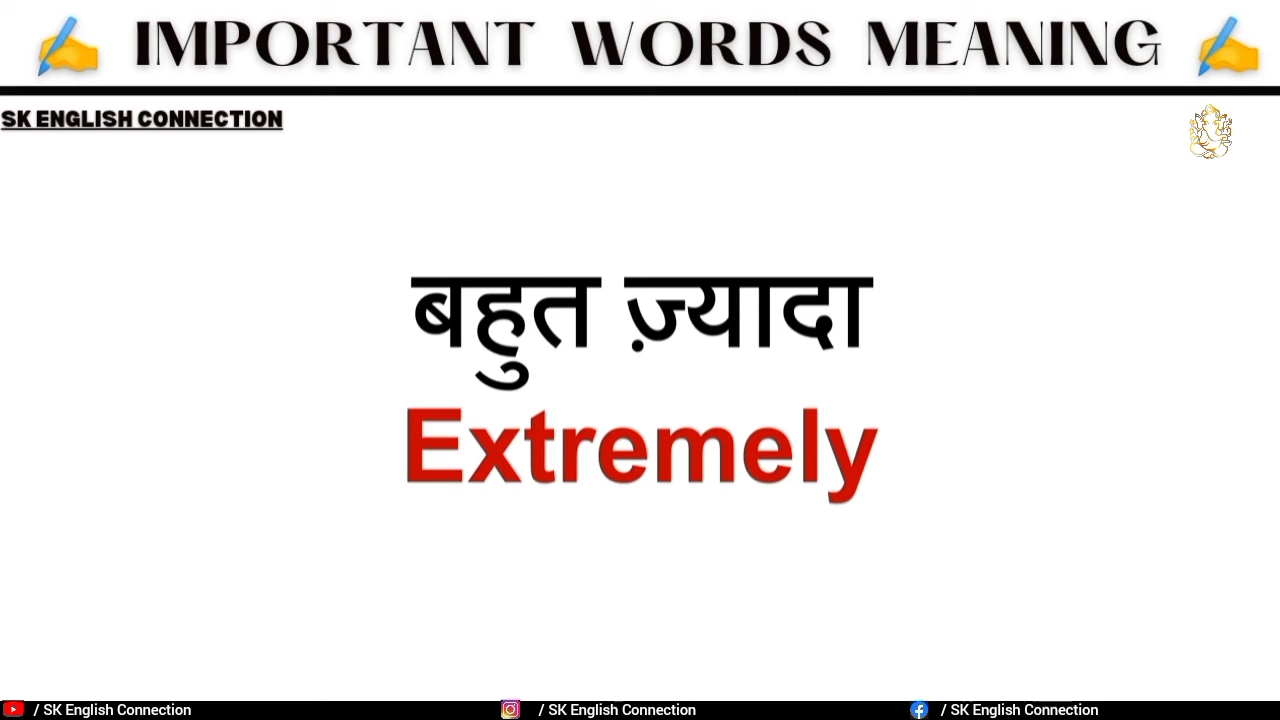 IMPORTANT WORDS MEANING
SK ENGLISH CONNECTION
बहुत ज़्यादा
Extremely
/ SK English Connection
/ SK English Connection
/ SK English Connection